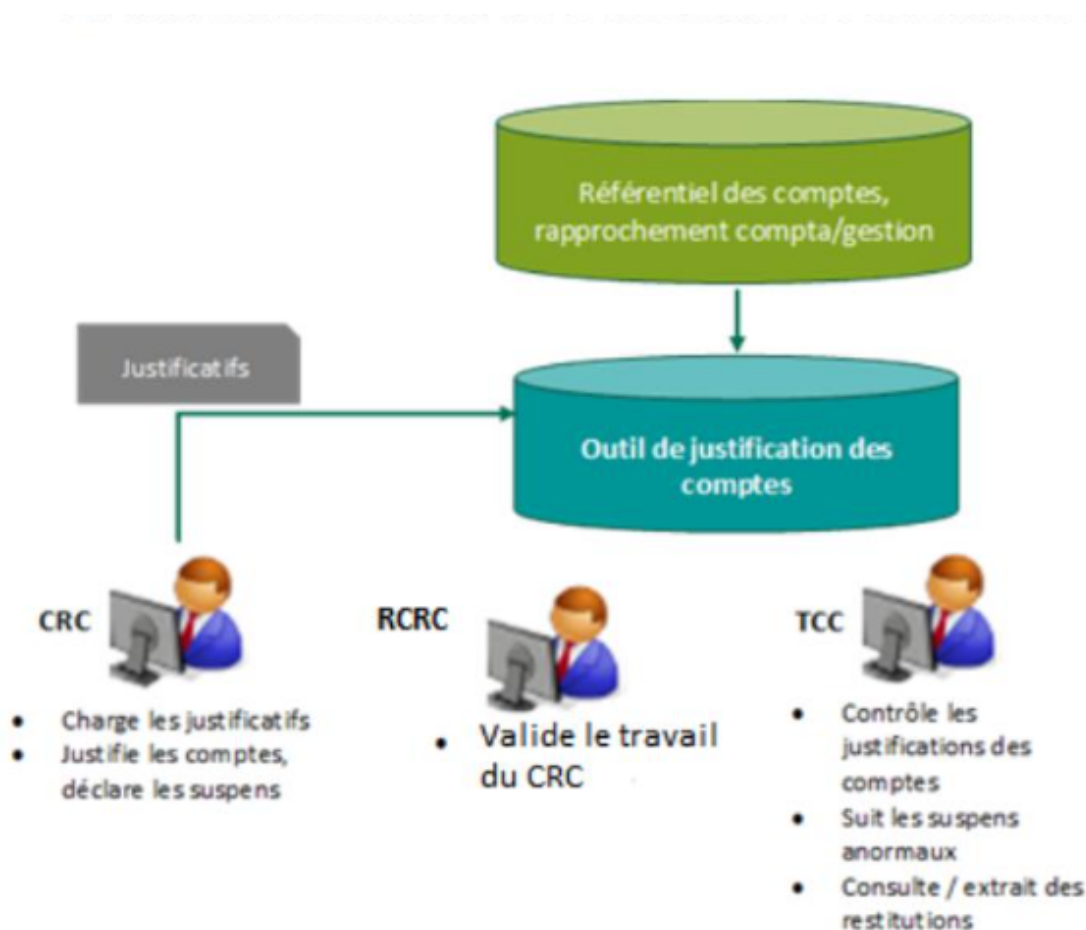 Référentiel des comptes,
rapprochement compta/gestion
Justificatifs
Outil de justification des
comptes
CRC
• Charge les justificatifs
• Justifie les comptes,
déclare les suspens
RCRC
• Valide le travail
du CRC
TCC
• Contrôle les
justifications des
comptes
• Suit les suspens
anormaux
• Consulte / extrait des
restitutions